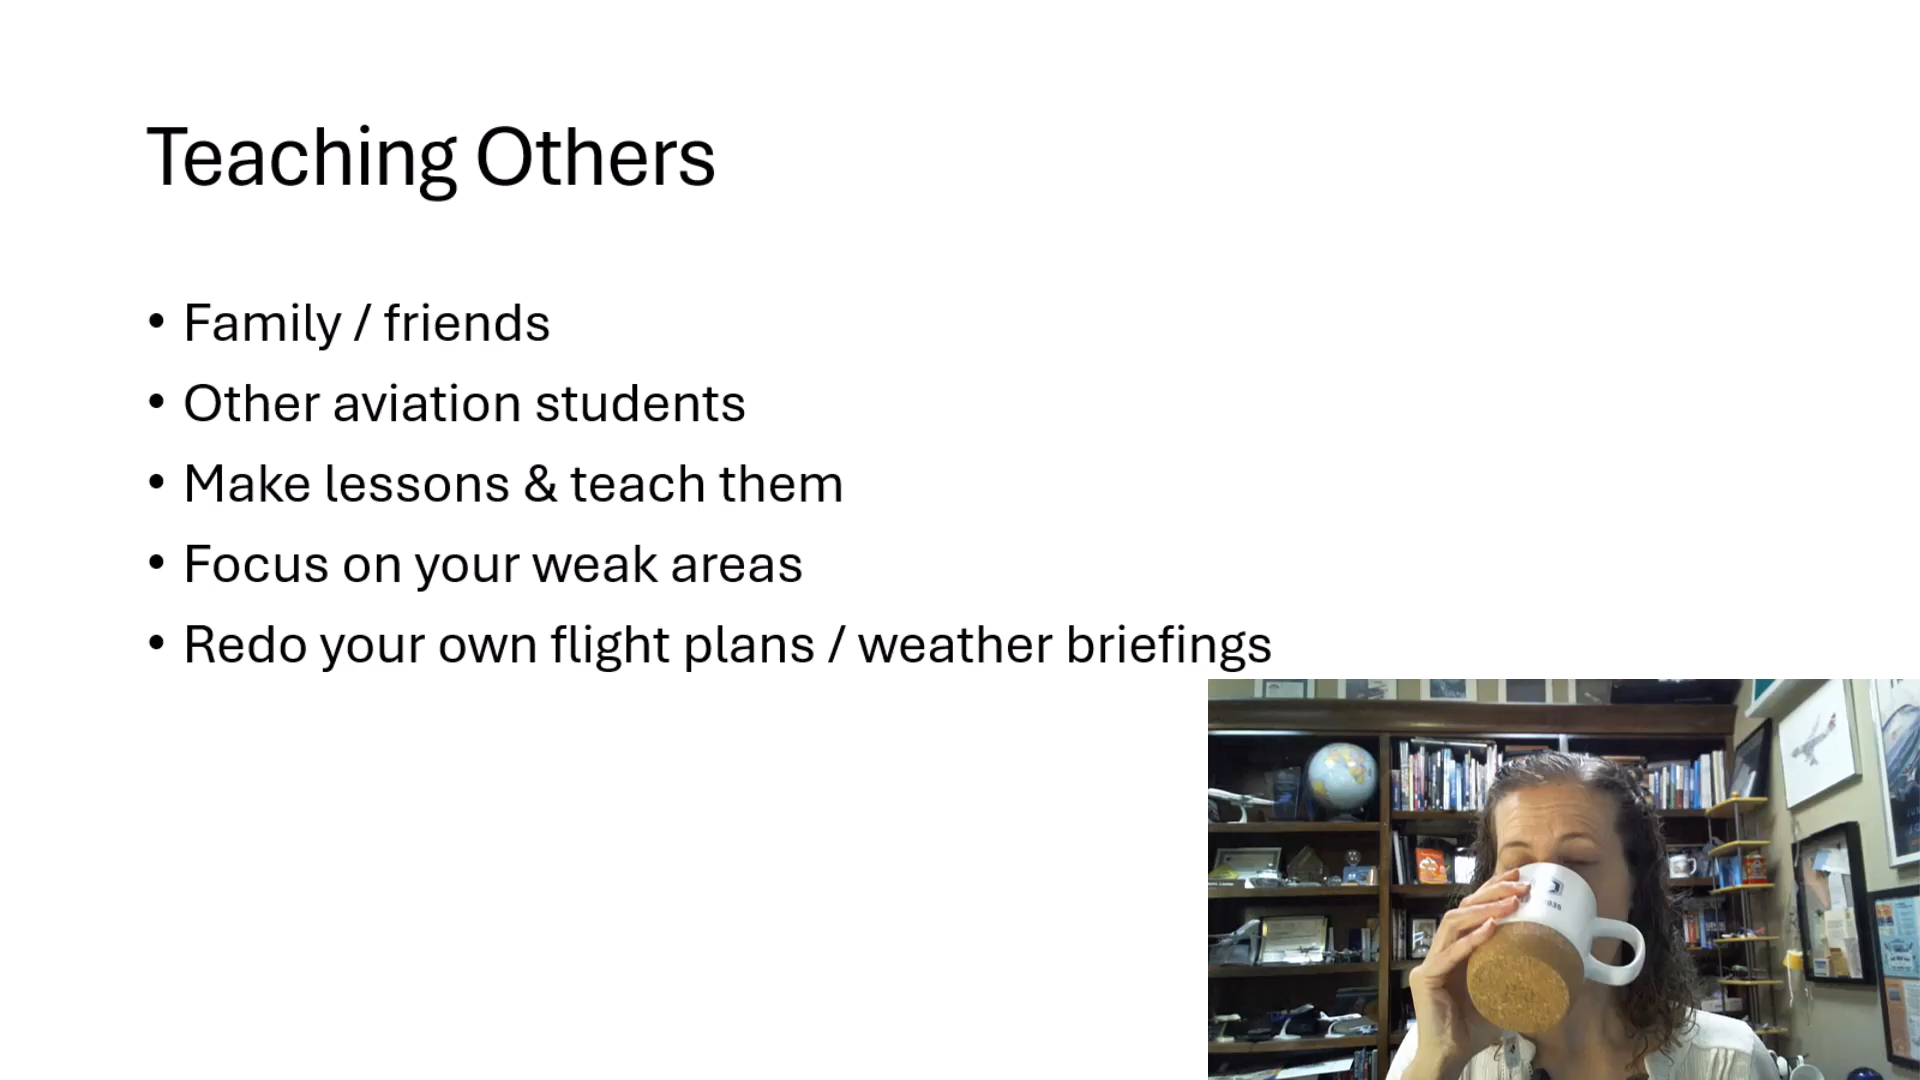 Teaching Others
• Family / friends
• Other aviation students
• Make lessons & teach them
• Focus on your weak areas
• Redo your own flight plans / weather briefings